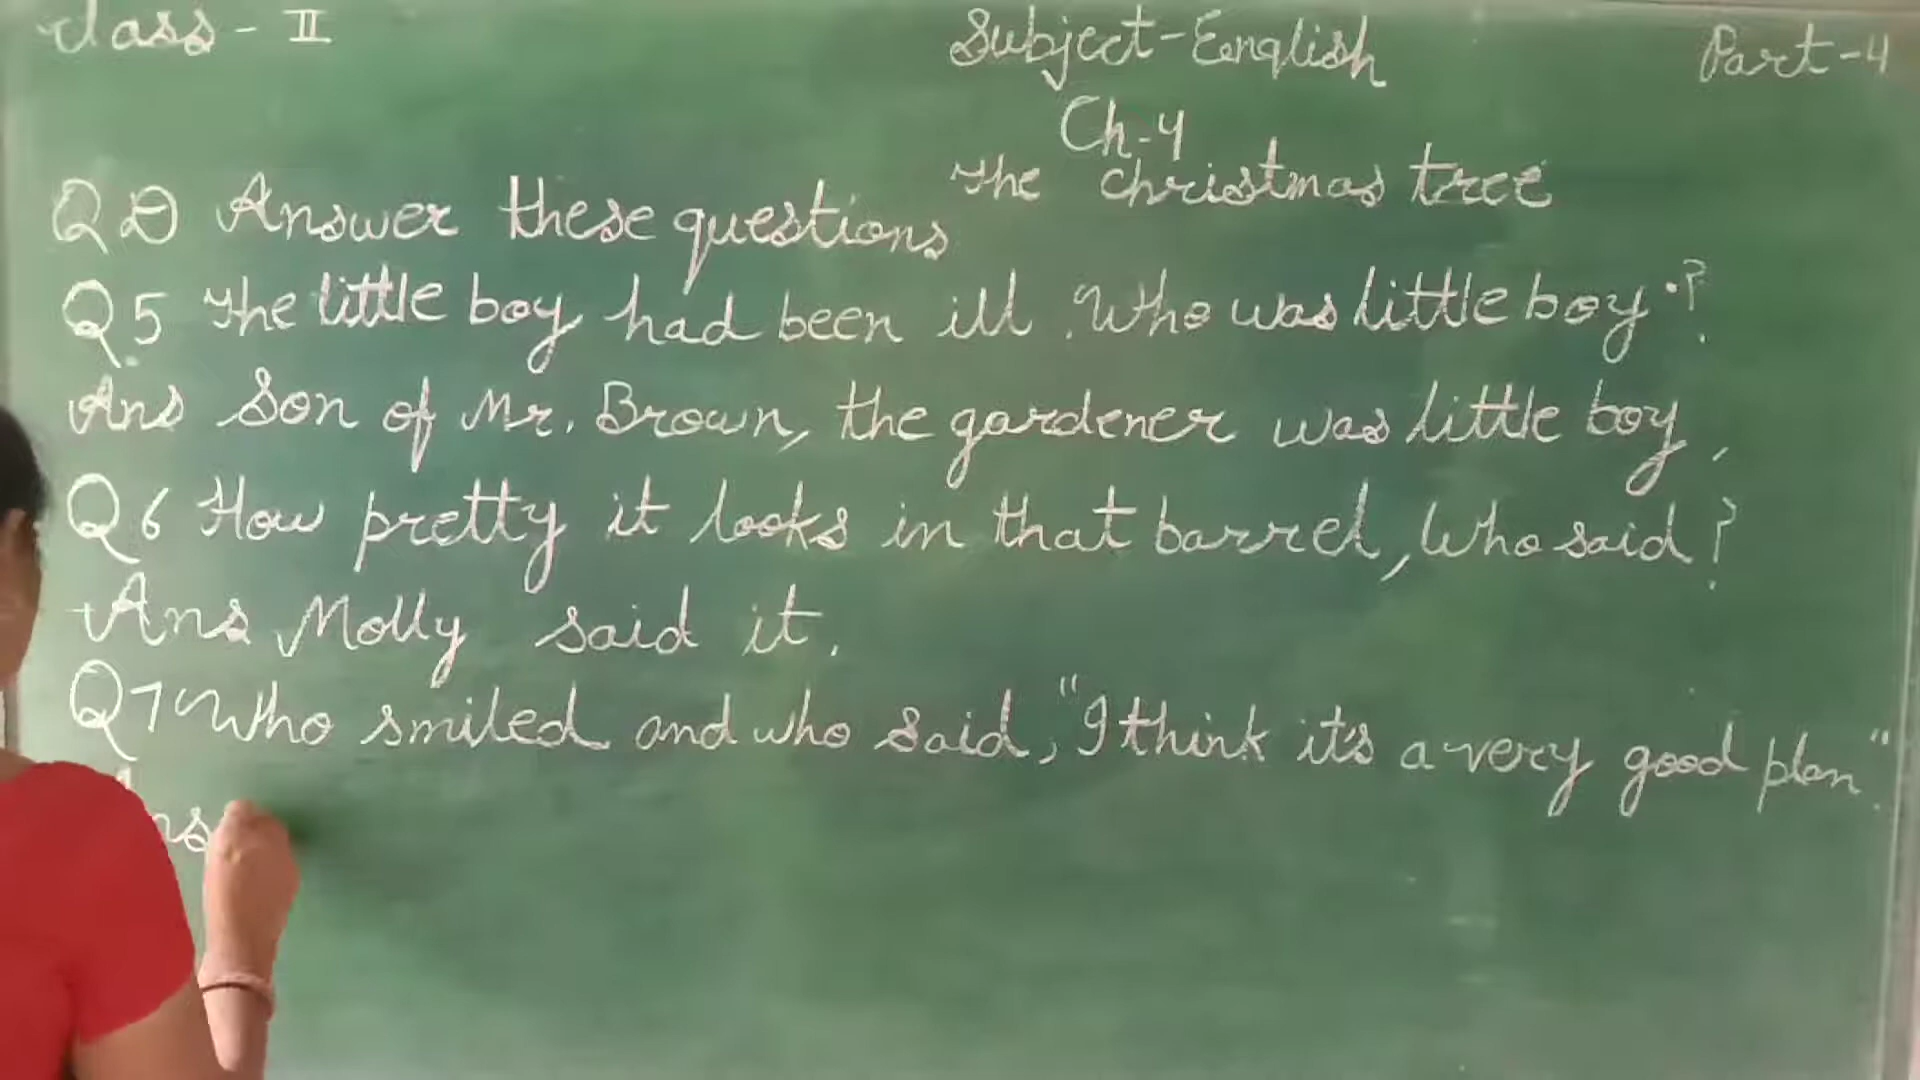 Class - II Subject - English Part - 4
Ch-4
The christmas tree
Q D Answer these questions
Q5 The little boy had been ill. Who was little boy.?
Ans Son of Mr. Brown, the gardener was little boy.
Q6 How pretty it looks in that barrel, Who said?
Ans Molly said it.
Q7 Who smiled and who said, "I think it's a very good plan."
Ans